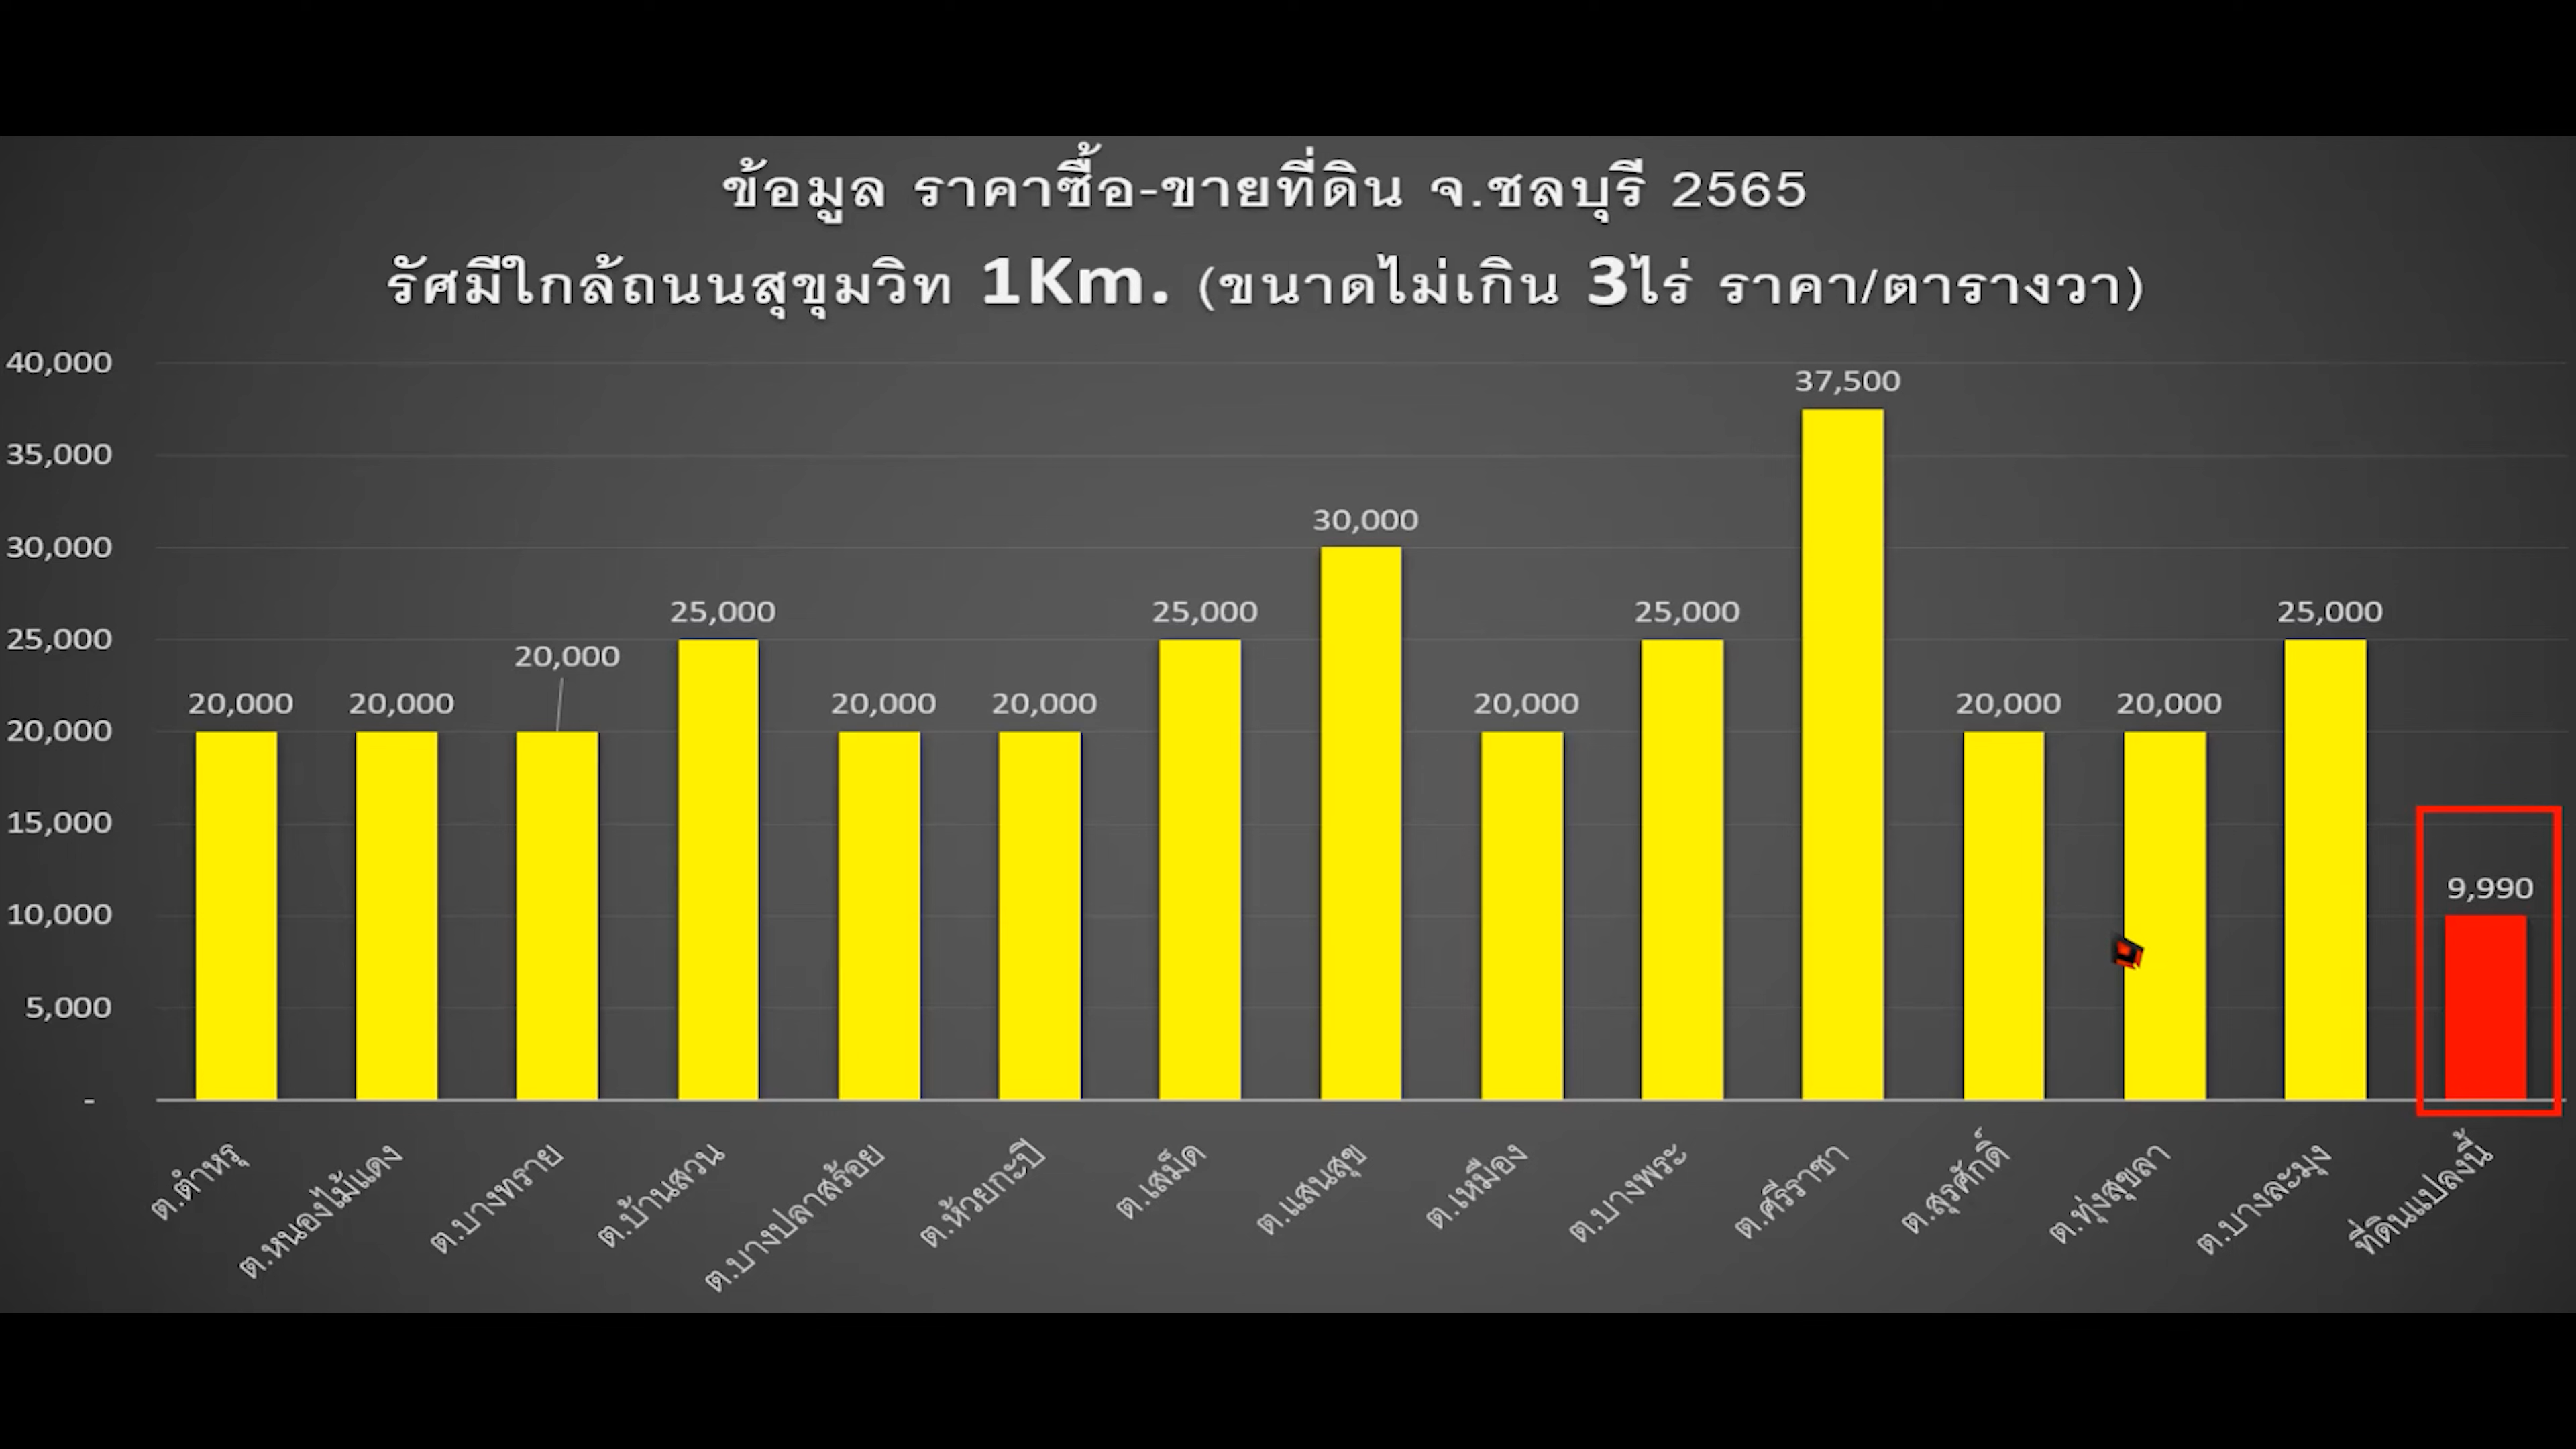 ข้อมูล ราคาซื้อ-ขายที่ดิน จ.ชลบุรี 2565
รัศมีใกล้ถนนสุขุมวิท 1Km. (ขนาดไม่เกิน 3ไร่ ราคา/ตารางวา)
40,000
35,000
30,000
25,000
20,000
15,000
10,000
5,000
-
20,000
20,000
20,000
25,000
20,000
20,000
25,000
30,000
20,000
25,000
37,500
20,000
20,000
25,000
9,990
ต.ตำหรุ
ต.หนองไม้แดง
ต.บางทราย
ต.บ้านสวน
ต.บางปลาสร้อย
ต.ห้วยกะปิ
ต.เสม็ด
ต.แสนสุข
ต.เหมือง
ต.บางพระ
ต.ศรีราชา
ต.สุรศักดิ์
ต.ทุ่งสุขลา
ต.บางละมุง
ที่ดินแปลงนี้